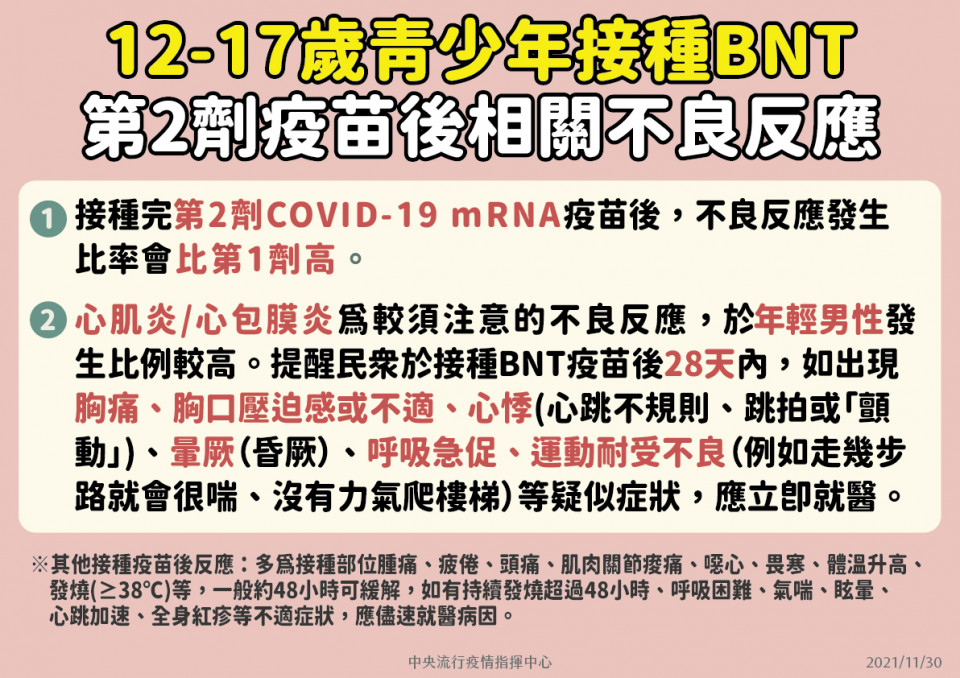 12-17歲青少年接種BNT
第2劑疫苗後相關不良反應
1 接種完第2劑COVID-19 mRNA疫苗後，不良反應發生
比率會比第1劑高。
2 心肌炎/心包膜炎為較須注意的不良反應，於年輕男性發
生比例較高。提醒民眾於接種BNT疫苗後28天內，如出現
胸痛、胸口壓迫感或不適、心悸(心跳不規則、跳拍或「顫
動」)、暈厥(昏厥)、呼吸急促、運動耐受不良(例如走幾步
路就會很喘、沒有力氣爬樓梯)等疑似症狀，應立即就醫。
※其他接種疫苗後反應：多為接種部位腫痛、疲倦、頭痛、肌肉關節痠痛、噁心、畏寒、體溫升高、
發燒(≥38℃)等，一般約48小時可緩解，如有持續發燒超過48小時、呼吸困難、氣喘、眩暈、
心跳加速、全身紅疹等不適症狀，應儘速就醫病因。
中央流行疫情指揮中心
2021/11/30